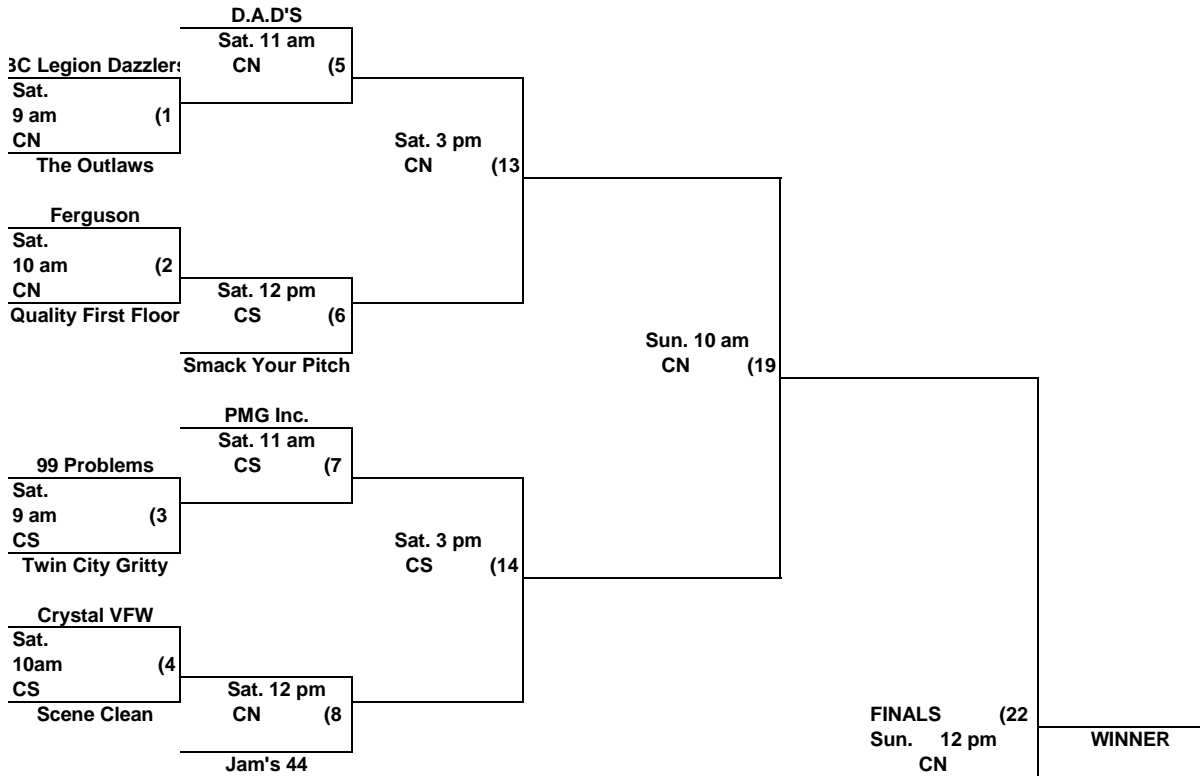 D.A.D'S
Sat. 11 am
BC Legion Dazzlers
CN (5
Sat.
9 am (1
CN
The Outlaws
Sat. 3 pm
CN (13
Ferguson
Sat.
10 am (2
CN
Quality First Floor
Sat. 12 pm
CS (6
Smack Your Pitch
Sun. 10 am
CN (19
PMG Inc.
Sat. 11 am
CS (7
99 Problems
Sat.
9 am (3
CS
Twin City Gritty
Sat. 3 pm
CS (14
Crystal VFW
Sat.
10am (4
CS
Scene Clean
Sat. 12 pm
CN (8
Jam's 44
FINALS (22
Sun. 12 pm
CN
WINNER